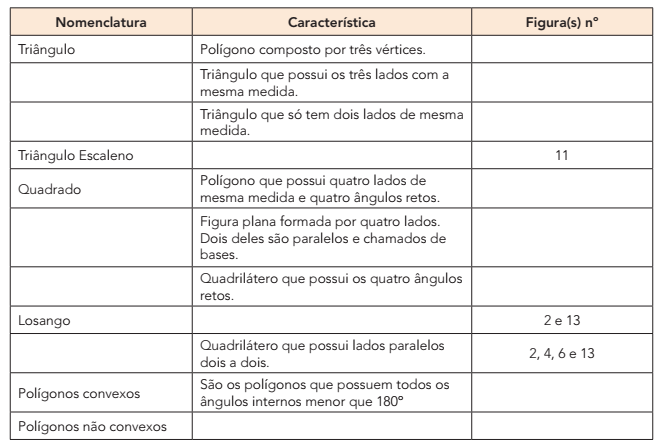 Nomenclatura Característica Figura(s) nº
Triângulo Polígono composto por três vértices.
Triângulo que possui os três lados com a
mesma medida.
Triângulo que só tem dois lados de mesma
medida.
Triângulo Escaleno 11
Quadrado Polígono que possui quatro lados de
mesma medida e quatro ângulos retos.
Figura plana formada por quatro lados.
Dois deles são paralelos e chamados de
bases.
Quadrilátero que possui os quatro ângulos
retos.
Losango 2 e 13
Quadrilátero que possui lados paralelos
dois a dois. 2, 4, 6 e 13
Polígonos convexos São os polígonos que possuem todos os
ângulos internos menor que 180º
Polígonos não convexos